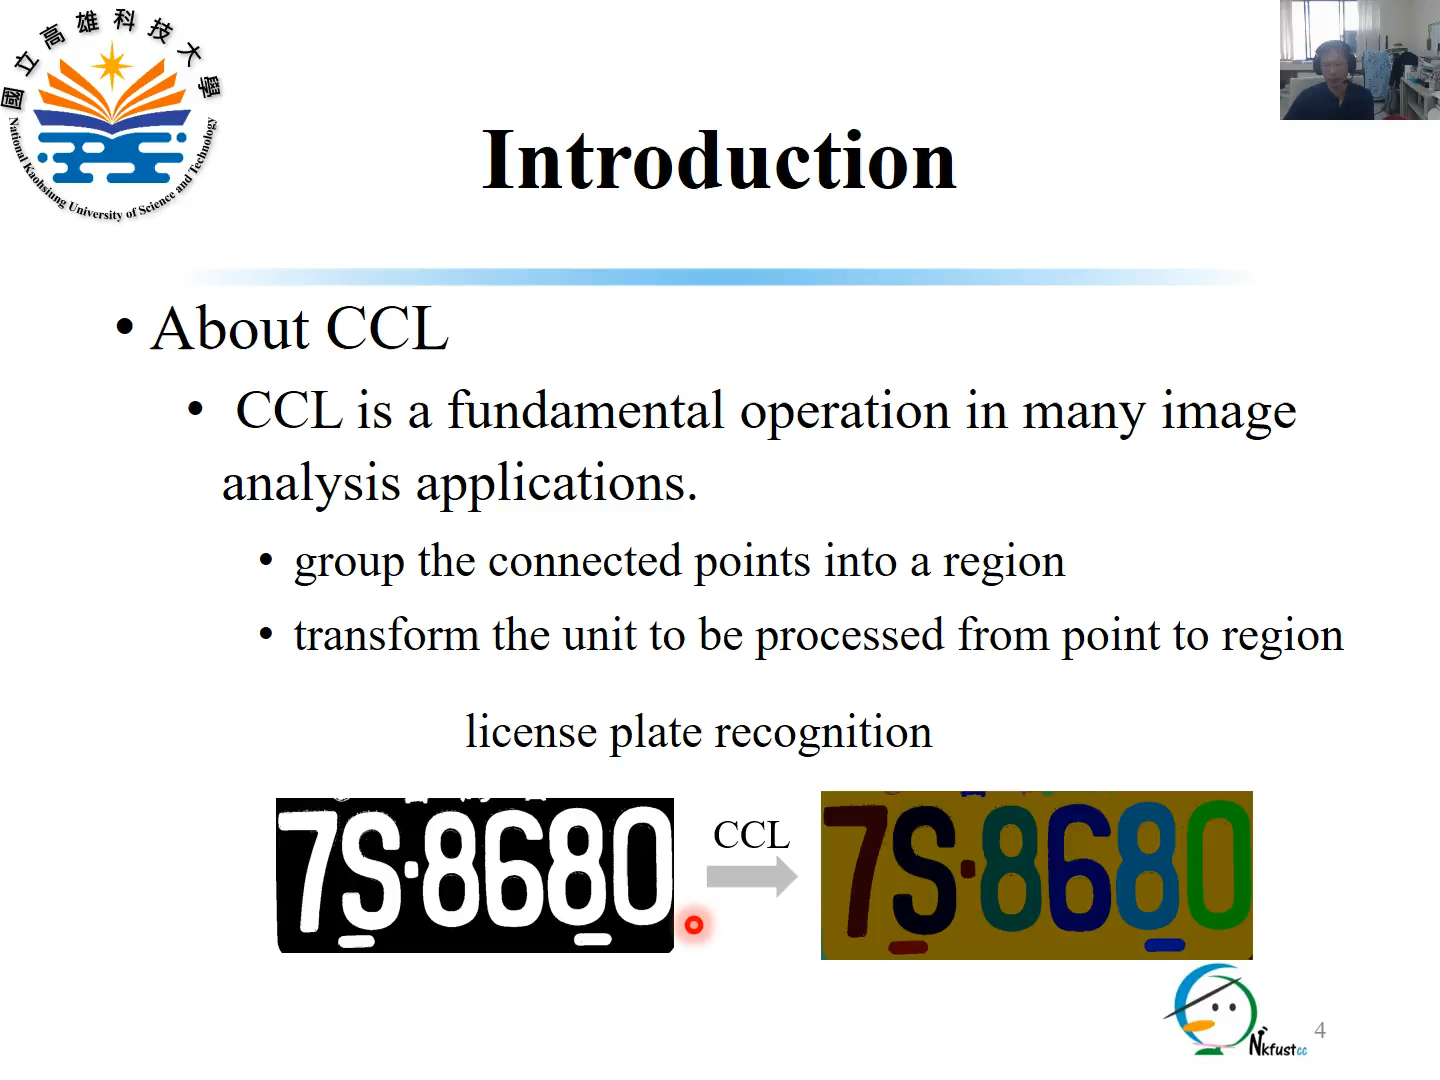 國立高雄科技大學
National Kaohsiung University of Science and Technology
Introduction
• About CCL
• CCL is a fundamental operation in many image
analysis applications.
• group the connected points into a region
• transform the unit to be processed from point to region
license plate recognition
7S·8680
CCL
7S·8680
Nkfust cc
4